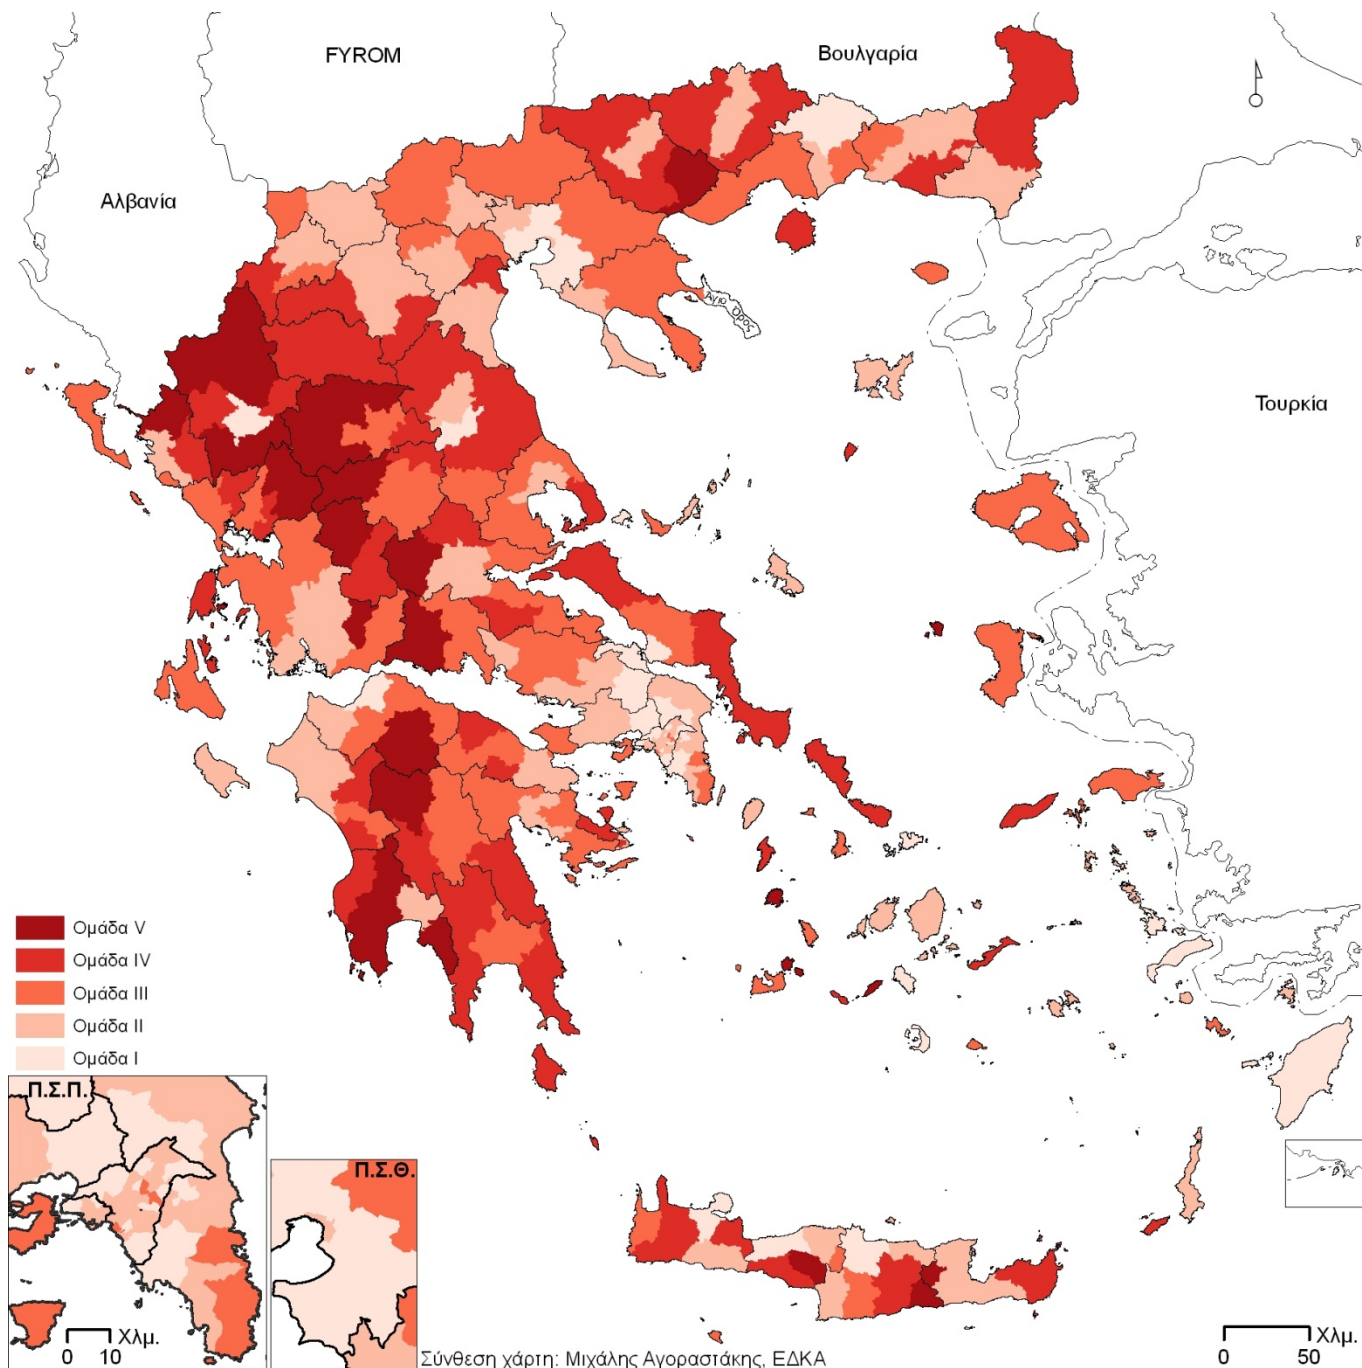 FYROM
Βουλγαρία
Αλβανία
Άγιο Όρος
Τουρκία
Ομάδα V
Ομάδα IV
Ομάδα III
Ομάδα II
Ομάδα I
Π.Σ.Π.
Π.Σ.Θ.
Χλμ.
0 10
Χλμ.
0 50
Σύνθεση χάρτη: Μιχάλης Αγοραστάκης, ΕΔΚΑ